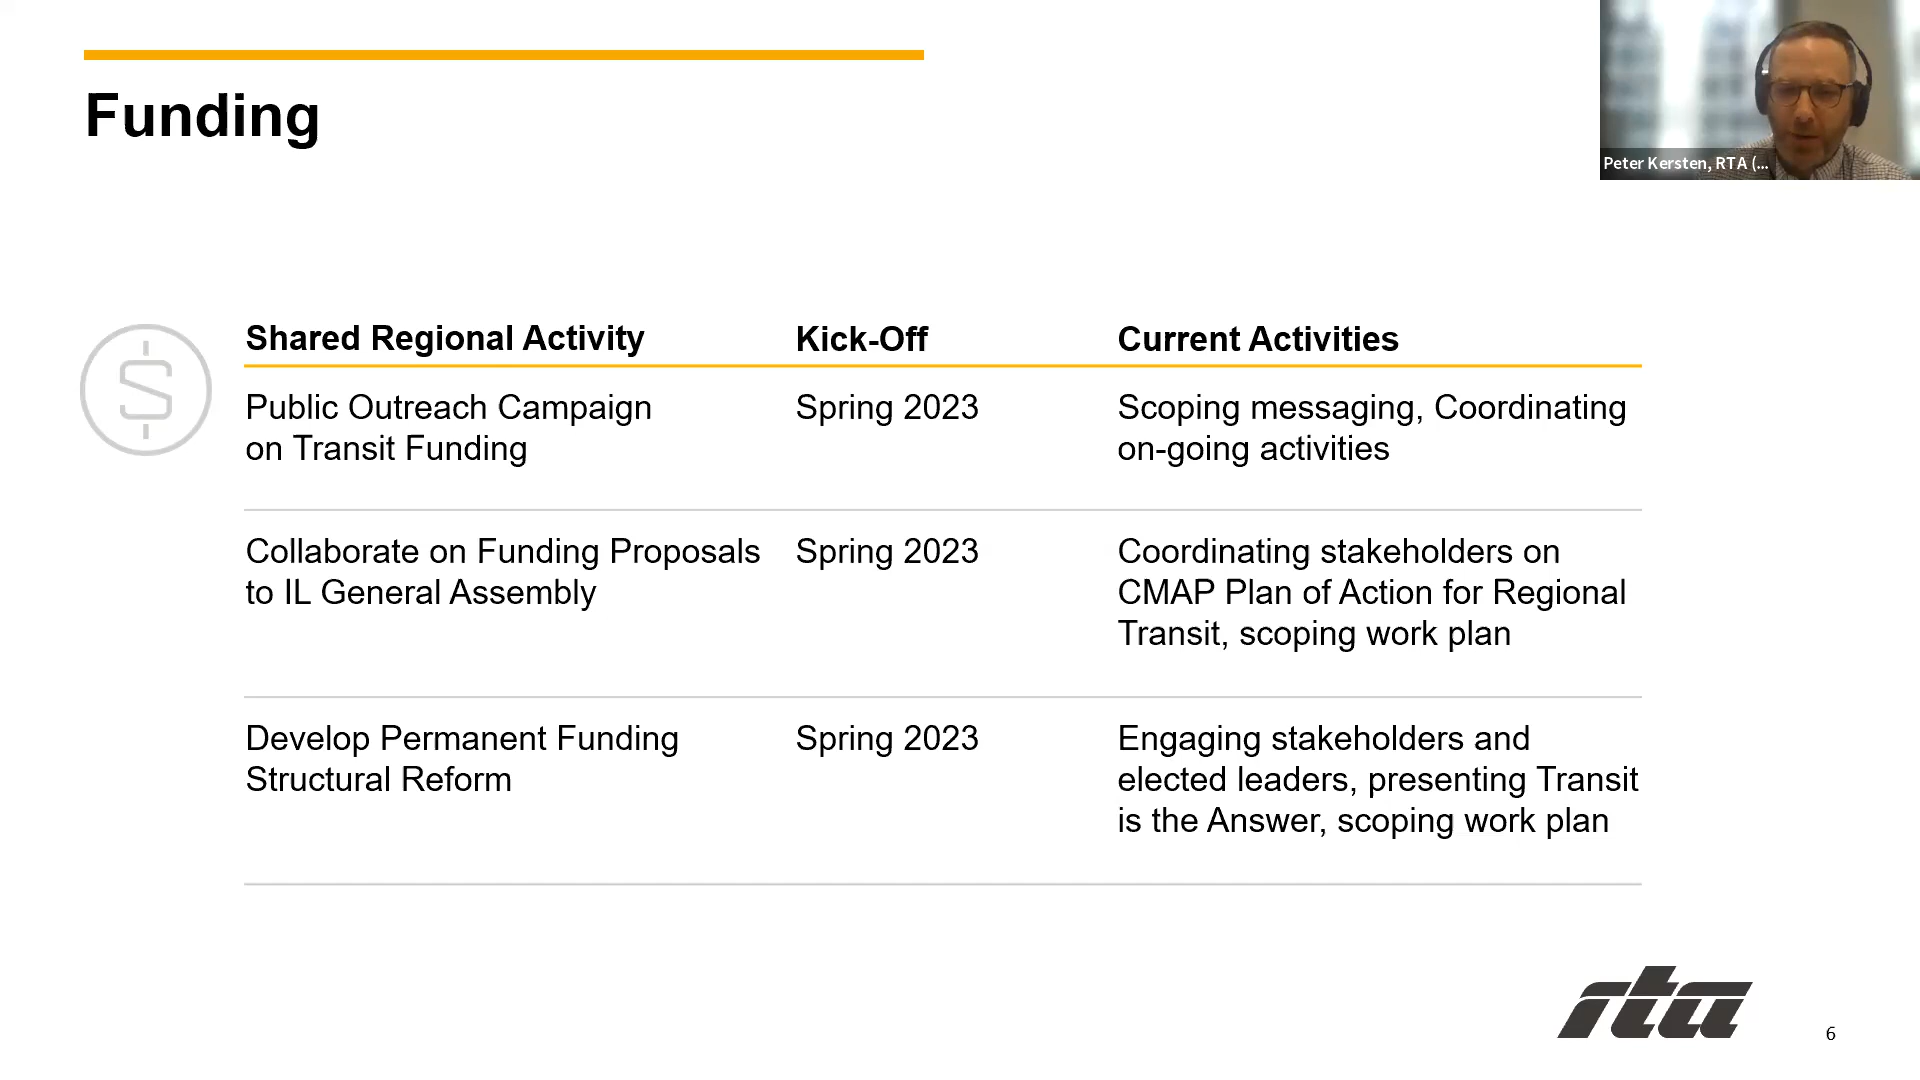 Funding
Peter Kersten, RTA (...
Shared Regional Activity
Kick-Off
Current Activities
Public Outreach Campaign
on Transit Funding
Spring 2023
Scoping messaging, Coordinating
on-going activities
Collaborate on Funding Proposals
to IL General Assembly
Spring 2023
Coordinating stakeholders on
CMAP Plan of Action for Regional
Transit, scoping work plan
Develop Permanent Funding
Structural Reform
Spring 2023
Engaging stakeholders and
elected leaders, presenting Transit
is the Answer, scoping work plan
rta
6